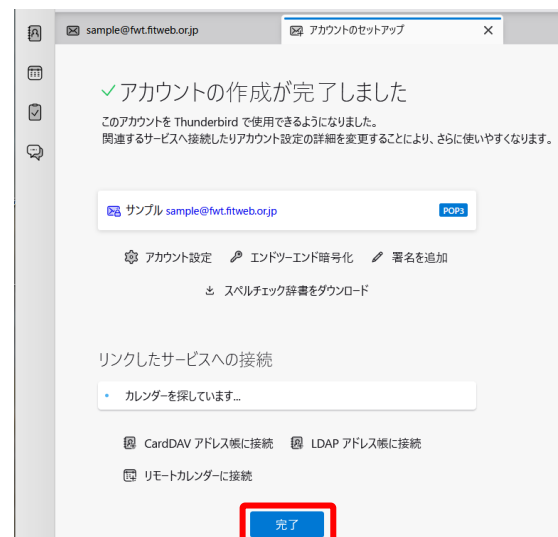 sample@fwt.fitweb.or.jp
アカウントのセットアップ
アカウントの作成が完了しました
このアカウントを Thunderbird で使用できるようになりました。
関連するサービスへ接続したりアカウント設定の詳細を変更することにより、さらに使いやすくなります。
サンプル sample@fwt.fitweb.or.jp POP3
アカウント設定 エンドツーエンド暗号化 署名を追加
スペルチェック辞書をダウンロード
リンクしたサービスへの接続
カレンダーを探しています...
CardDAV アドレス帳に接続 LDAP アドレス帳に接続
リモートカレンダーに接続
完了